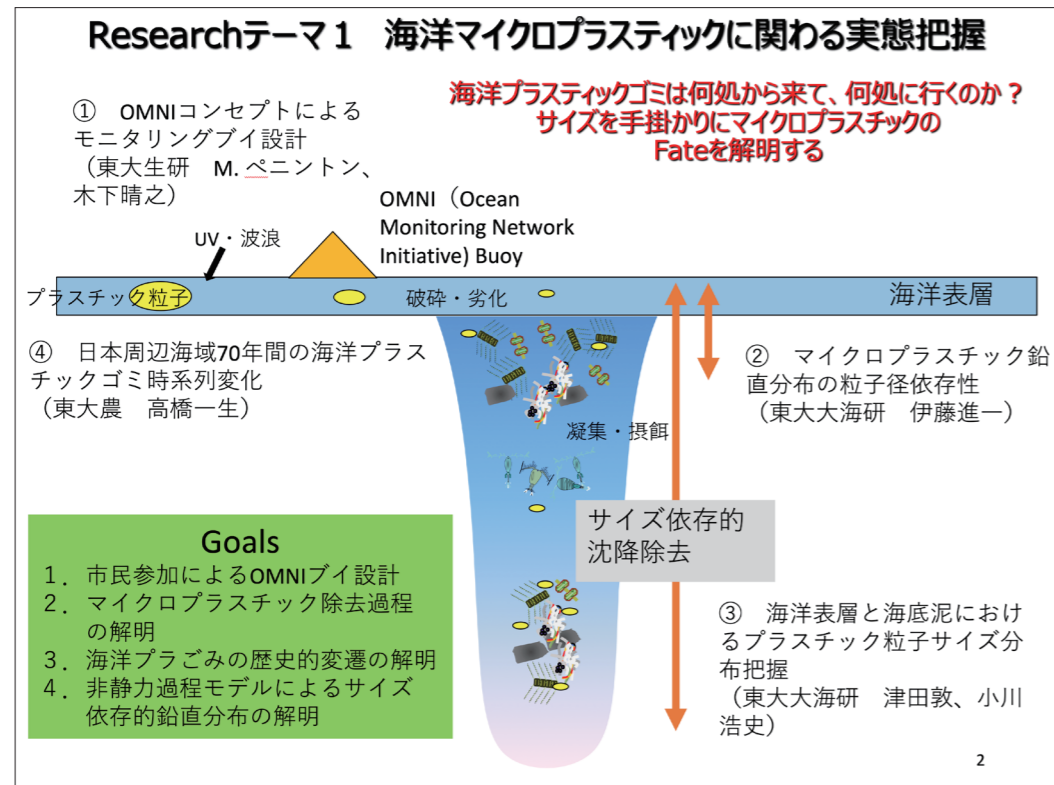 Researchテーマ１　海洋マイクロプラスティックに関わる実態把握
海洋プラスティックゴミは何処から来て、何処に行くのか？
サイズを手掛かりにマイクロプラスチックの
Fateを解明する
①　OMNIコンセプトによる
モニタリングブイ設計
（東大生研　M. ペニントン、
木下晴之）
OMNI（Ocean
Monitoring Network
Initiative) Buoy
UV・波浪
プラスチック粒子
破砕・劣化
海洋表層
④　日本周辺海域70年間の海洋プラス
チックゴミ時系列変化
（東大農　高橋一生）
②　マイクロプラスチック鉛
直分布の粒子径依存性
（東大大海研　伊藤進一）
凝集・摂餌
サイズ依存的
沈降除去
Goals
1．市民参加によるOMNIブイ設計
2．マイクロプラスチック除去過程
の解明
3．海洋プラごみの歴史的変遷の解明
4．非静力過程モデルによるサイズ
依存的鉛直分布の解明
③　海洋表層と海底泥におけ
るプラスチック粒子サイズ分
布把握
（東大大海研　津田敦、小川
浩史）
2